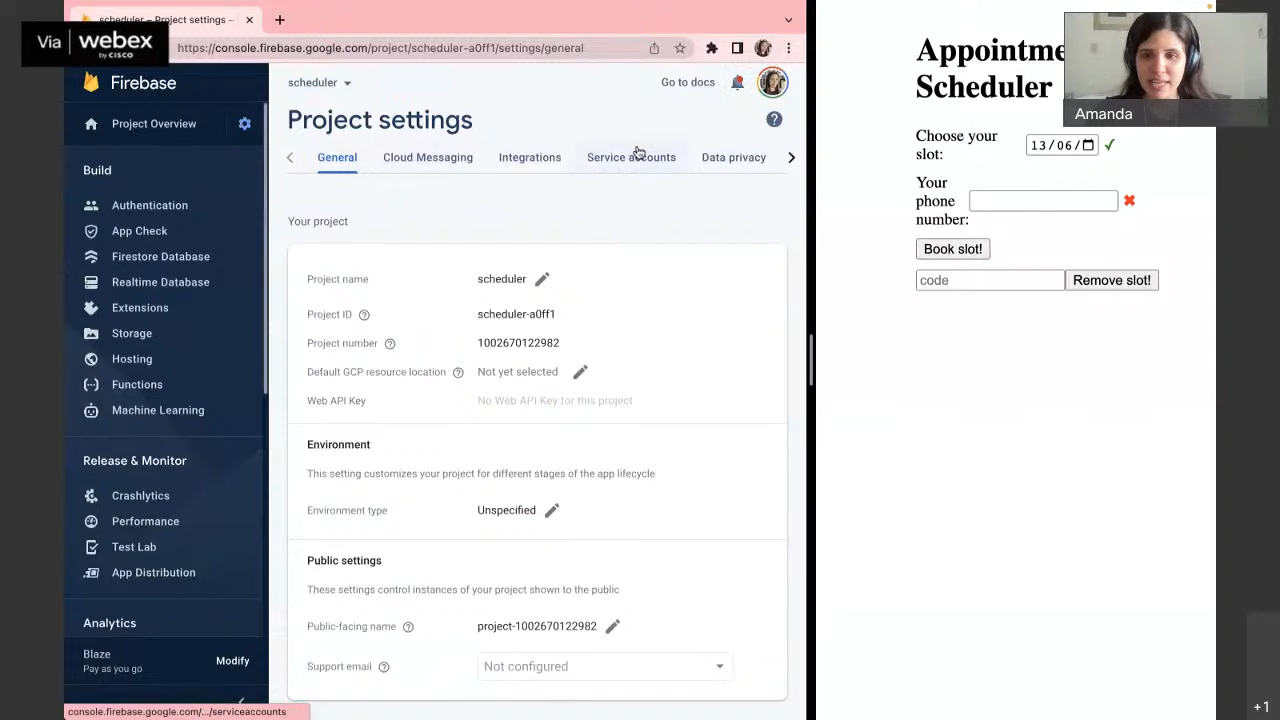 scheduler – Project settings –
Via webex by CISCO
https://console.firebase.google.com/project/scheduler-a0ff1/settings/general
Firebase
Project Overview
Build
Authentication
App Check
Firestore Database
Realtime Database
Extensions
Storage
Hosting
Functions
Machine Learning
Release & Monitor
Crashlytics
Performance
Test Lab
App Distribution
Analytics
Blaze
Pay as you go
Modify
console.firebase.google.com/.../serviceaccounts
scheduler
Go to docs
Project settings
General Cloud Messaging Integrations Service accounts Data privacy
Your project
Project name scheduler
Project ID scheduler-a0ff1
Project number 1002670122982
Default GCP resource location Not yet selected
Web API Key No Web API Key for this project
Environment
This setting customizes your project for different stages of the app lifecycle
Environment type Unspecified
Public settings
These settings control instances of your project shown to the public
Public-facing name project-1002670122982
Support email Not configured
Scheduler
Amanda
Choose your
slot:
13/06/
Your
phone
number:
Book slot!
code Remove slot!
+1